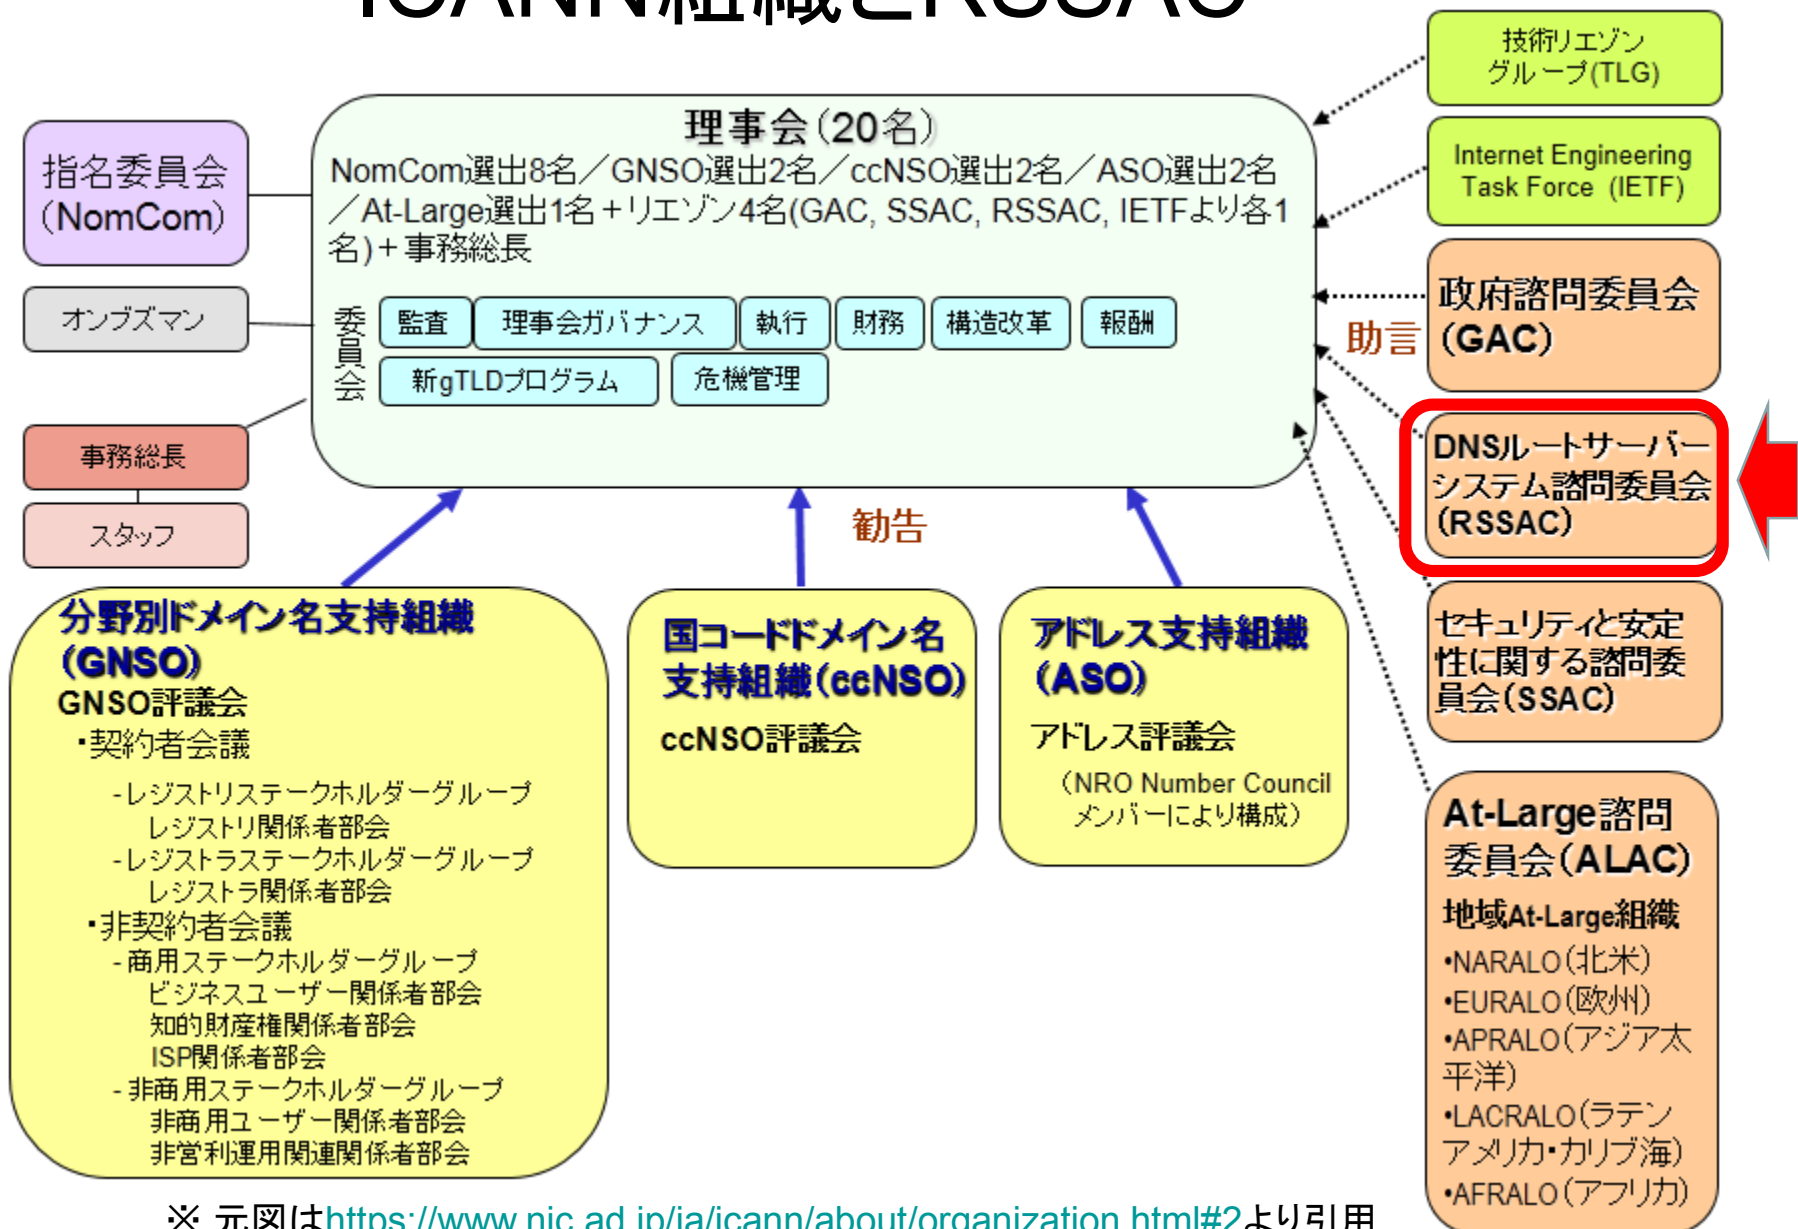 ICANN組織とRSSAC
技術リエゾン
グループ(TLG)
Internet Engineering
Task Force (IETF)
指名委員会
(NomCom)
オンブズマン
事務総長
スタッフ
理事会(20名)
NomCom選出8名/GNSO選出2名/ccNSO選出2名/ASO選出2名
/At-Large選出1名+リエゾン4名(GAC, SSAC, RSSAC, IETFより各1
名)+事務総長
委員会
監査 理事会ガバナンス 執行 財務 構造改革 報酬
新gTLDプログラム 危機管理
助言
政府諮問委員会
(GAC)
DNSルートサーバー
システム諮問委員会
(RSSAC)
セキュリティと安定
性に関する諮問委
員会(SSAC)
At-Large諮問
委員会(ALAC)
地域At-Large組織
•NARALO(北米)
•EURALO(欧州)
•APRALO(アジア太
平洋)
•LACRALO(ラテン
アメリカ・カリブ海)
•AFRALO(アフリカ)
勧告
分野別ドメイン名支持組織
(GNSO)
GNSO評議会
・契約者会議
-レジストリステークホルダーグループ
レジストリ関係者部会
-レジストラステークホルダーグループ
レジストラ関係者部会
・非契約者会議
-商用ステークホルダーグループ
ビジネスユーザー関係者部会
知的財産権関係者部会
ISP関係者部会
-非商用ステークホルダーグループ
非商用ユーザー関係者部会
非営利運用関連関係者部会
国コードドメイン名
支持組織(ccNSO)
ccNSO評議会
アドレス支持組織
(ASO)
アドレス評議会
(NRO Number Council
メンバーにより構成)
※ 元図はhttps://www.nic.ad.jp/ja/icann/about/organization.html#2より引用